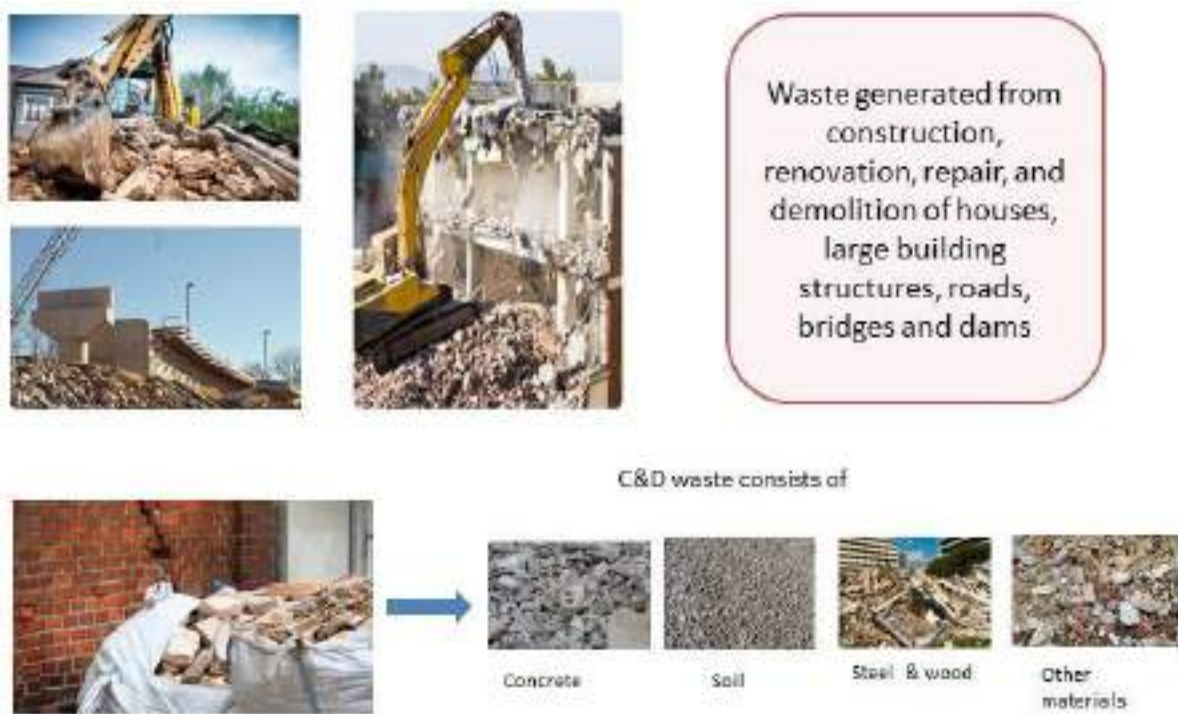 Waste generated from
construction,
renovation, repair, and
demolition of houses,
large building
structures, roads,
bridges and dams
C&D waste consists of
Concrete
Soil
Steel & wood
Other
materials